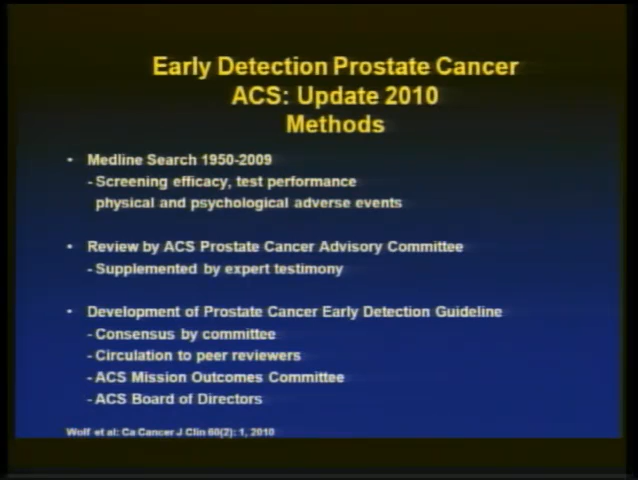 Early Detection Prostate Cancer
ACS: Update 2010
Methods
• Medline Search 1950-2009
- Screening efficacy, test performance
physical and psychological adverse events
• Review by ACS Prostate Cancer Advisory Committee
- Supplemented by expert testimony
• Development of Prostate Cancer Early Detection Guideline
- Consensus by committee
- Circulation to peer reviewers
- ACS Mission Outcomes Committee
- ACS Board of Directors
Wolf et al: Ca Cancer J Clin 60(2): 1, 2010